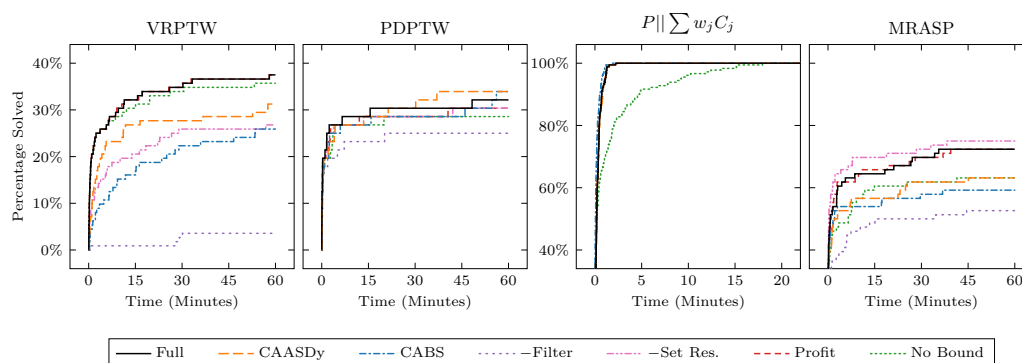 VRPTW PDPTW P|| ∑ w_j C_j MRASP
Percentage Solved
40% 30% 20% 10% 0%
100% 80% 60% 40%
0 15 30 45 60 0 15 30 45 60 0 5 10 15 20 0 15 30 45 60
Time (Minutes) Time (Minutes) Time (Minutes) Time (Minutes)
Full CAASDy CABS −Filter −Set Res. Profit No Bound